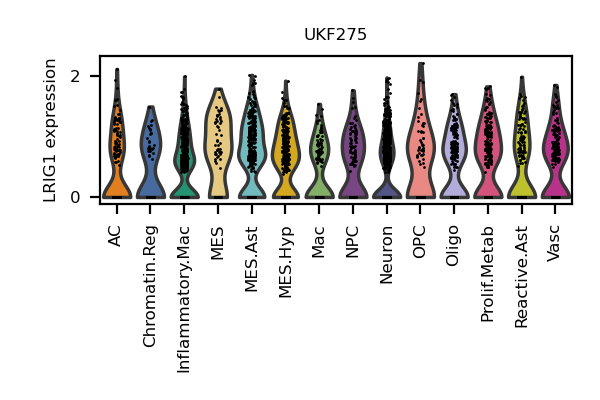 UKF275
LRIG1 expression
2
0
AC
Chromatin.Reg
Inflammatory.Mac
MES
MES.Ast
MES.Hyp
Mac
NPC
Neuron
OPC
Oligo
Prolif.Metab
Reactive.Ast
Vasc